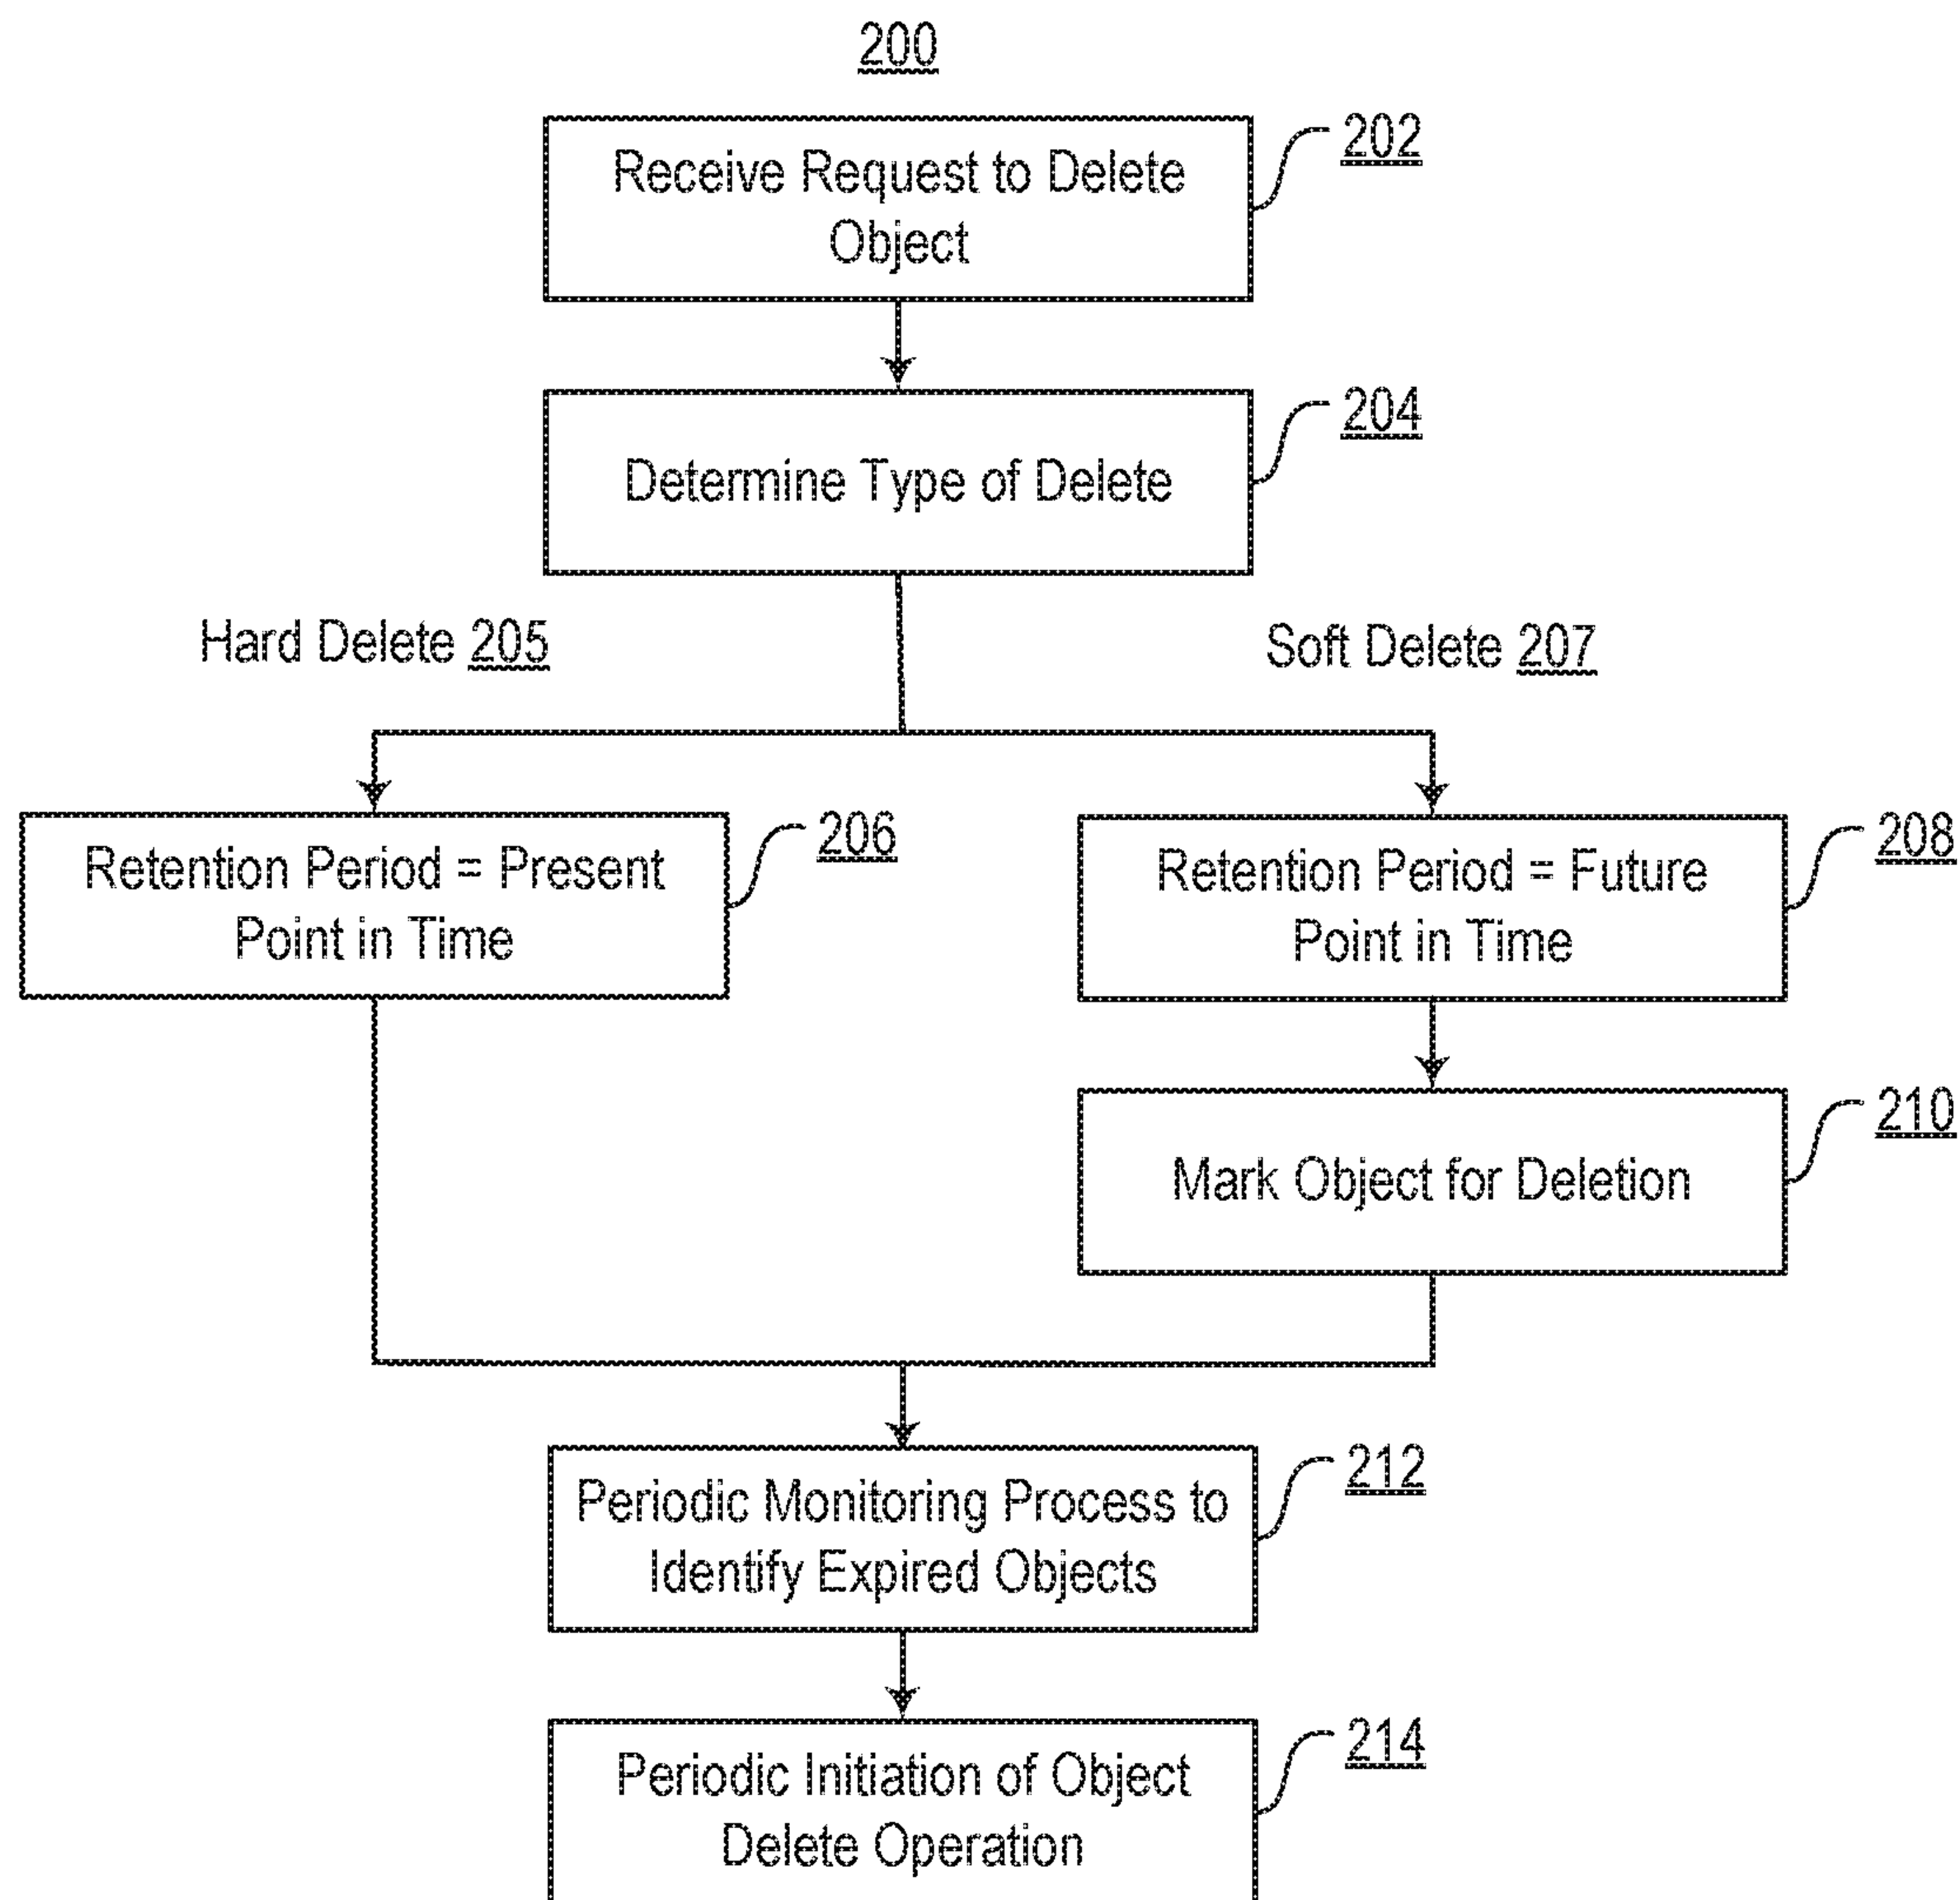 200
Receive Request to Delete
Object
202
Determine Type of Delete
204
Hard Delete 205
Soft Delete 207
Retention Period = Present
Point in Time
206
Retention Period = Future
Point in Time
208
Mark Object for Deletion
210
Periodic Monitoring Process to
Identify Expired Objects
212
Periodic Initiation of Object
Delete Operation
214